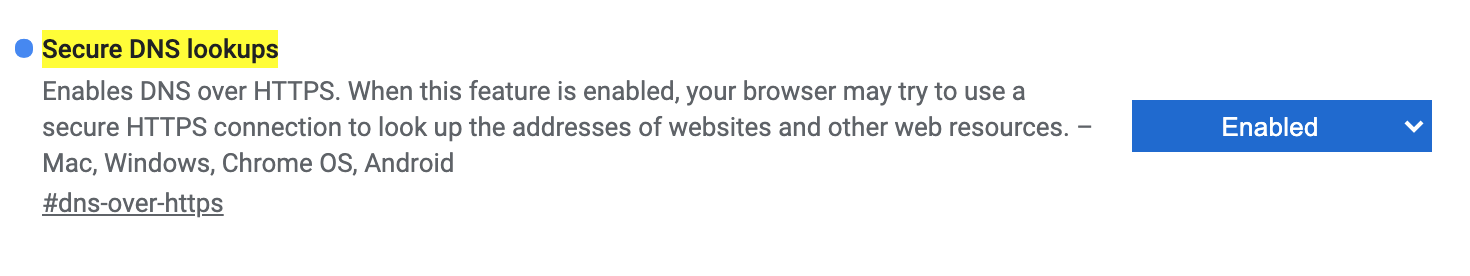 Secure DNS lookups
Enables DNS over HTTPS. When this feature is enabled, your browser may try to use a
secure HTTPS connection to look up the addresses of websites and other web resources. –
Mac, Windows, Chrome OS, Android
#dns-over-https
Enabled